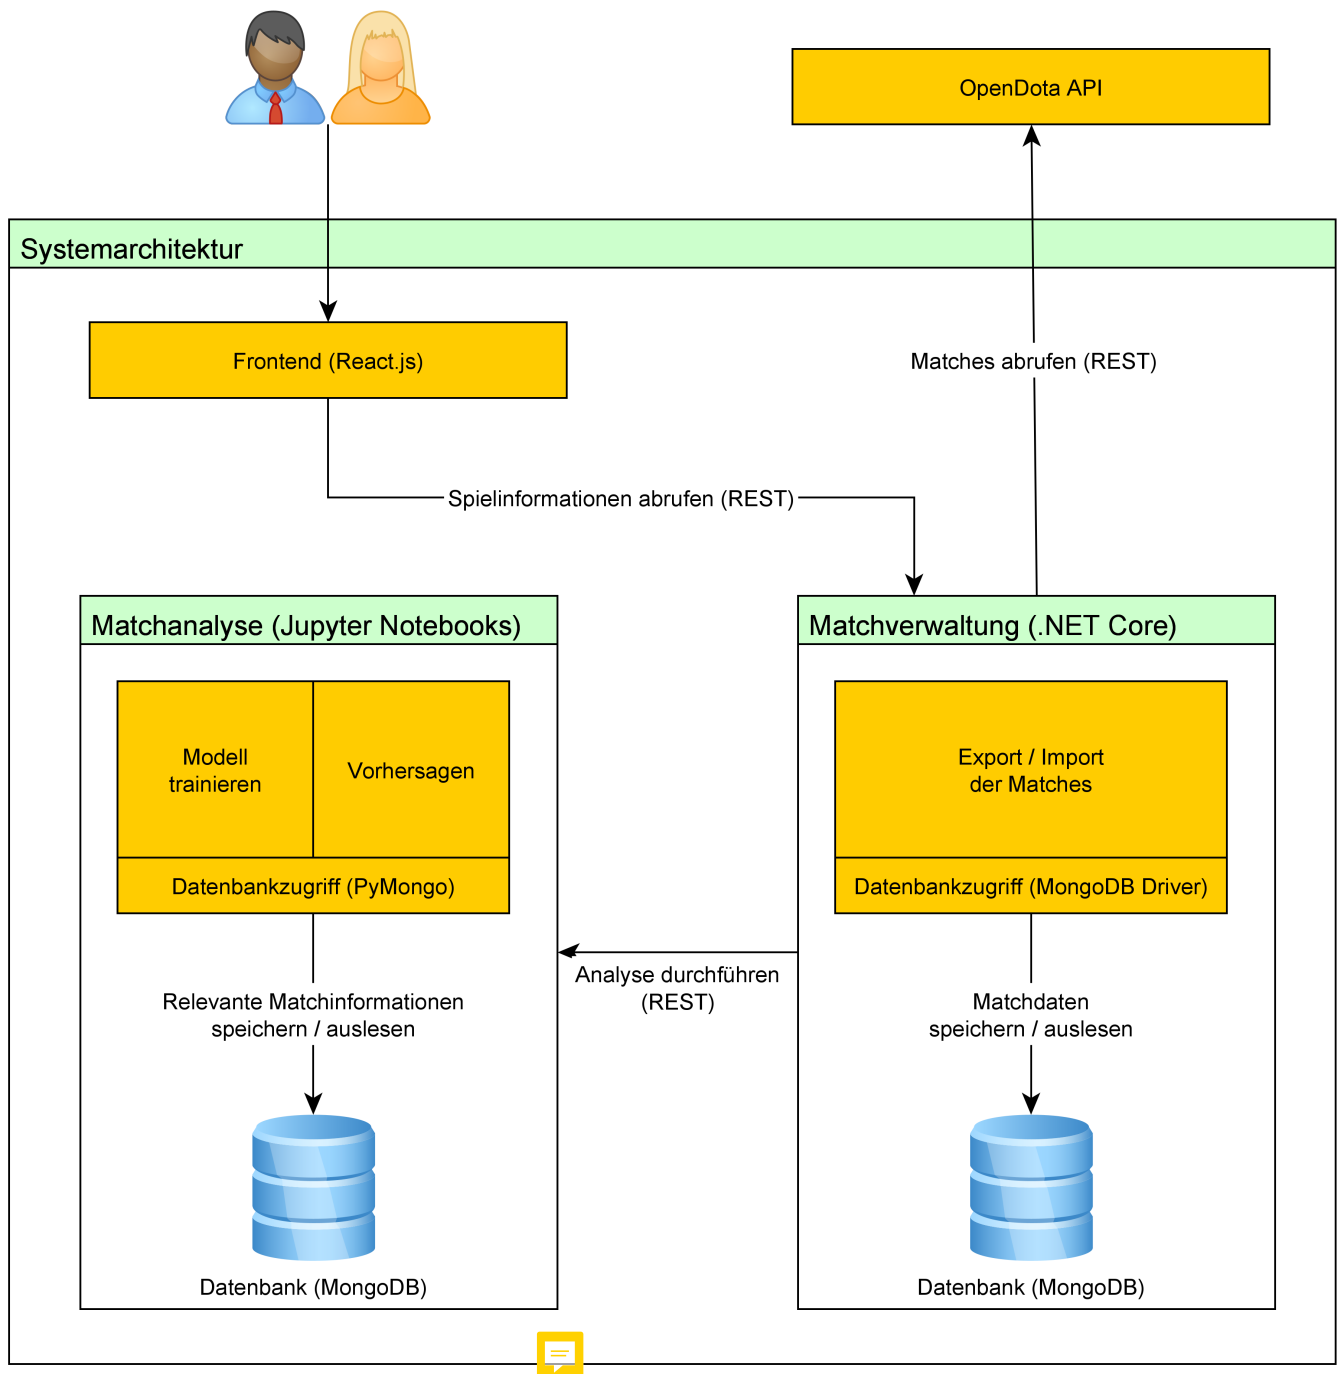 OpenDota API
Systemarchitektur
Frontend (React.js)
Matches abrufen (REST)
Spielinformationen abrufen (REST)
Matchanalyse (Jupyter Notebooks)
Modell
trainieren
Vorhersagen
Datenbankzugriff (PyMongo)
Relevante Matchinformationen
speichern / auslesen
Datenbank (MongoDB)
Analyse durchführen
(REST)
Matchverwaltung (.NET Core)
Export / Import
der Matches
Datenbankzugriff (MongoDB Driver)
Matchdaten
speichern / auslesen
Datenbank (MongoDB)